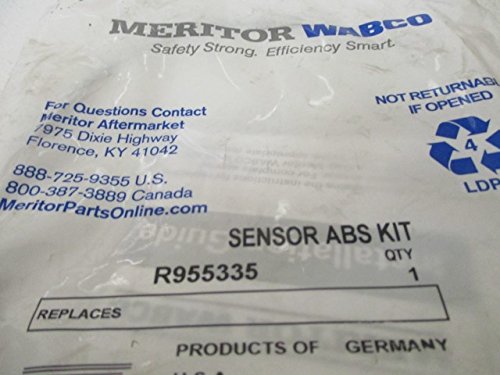 MERITOR WABCO
Safety Strong. Efficiency Smart.
For Questions Contact
Meritor Aftermarket
7975 Dixie Highway
Florence, KY 41042
888-725-9355 U.S.
800-387-3889 Canada
MeritorPartsOnline.com
NOT RETURNABL
IF OPENED
4
LDP
SENSOR ABS KIT
R955335
QTY
1
REPLACES
PRODUCTS OF GERMANY
U.S.A